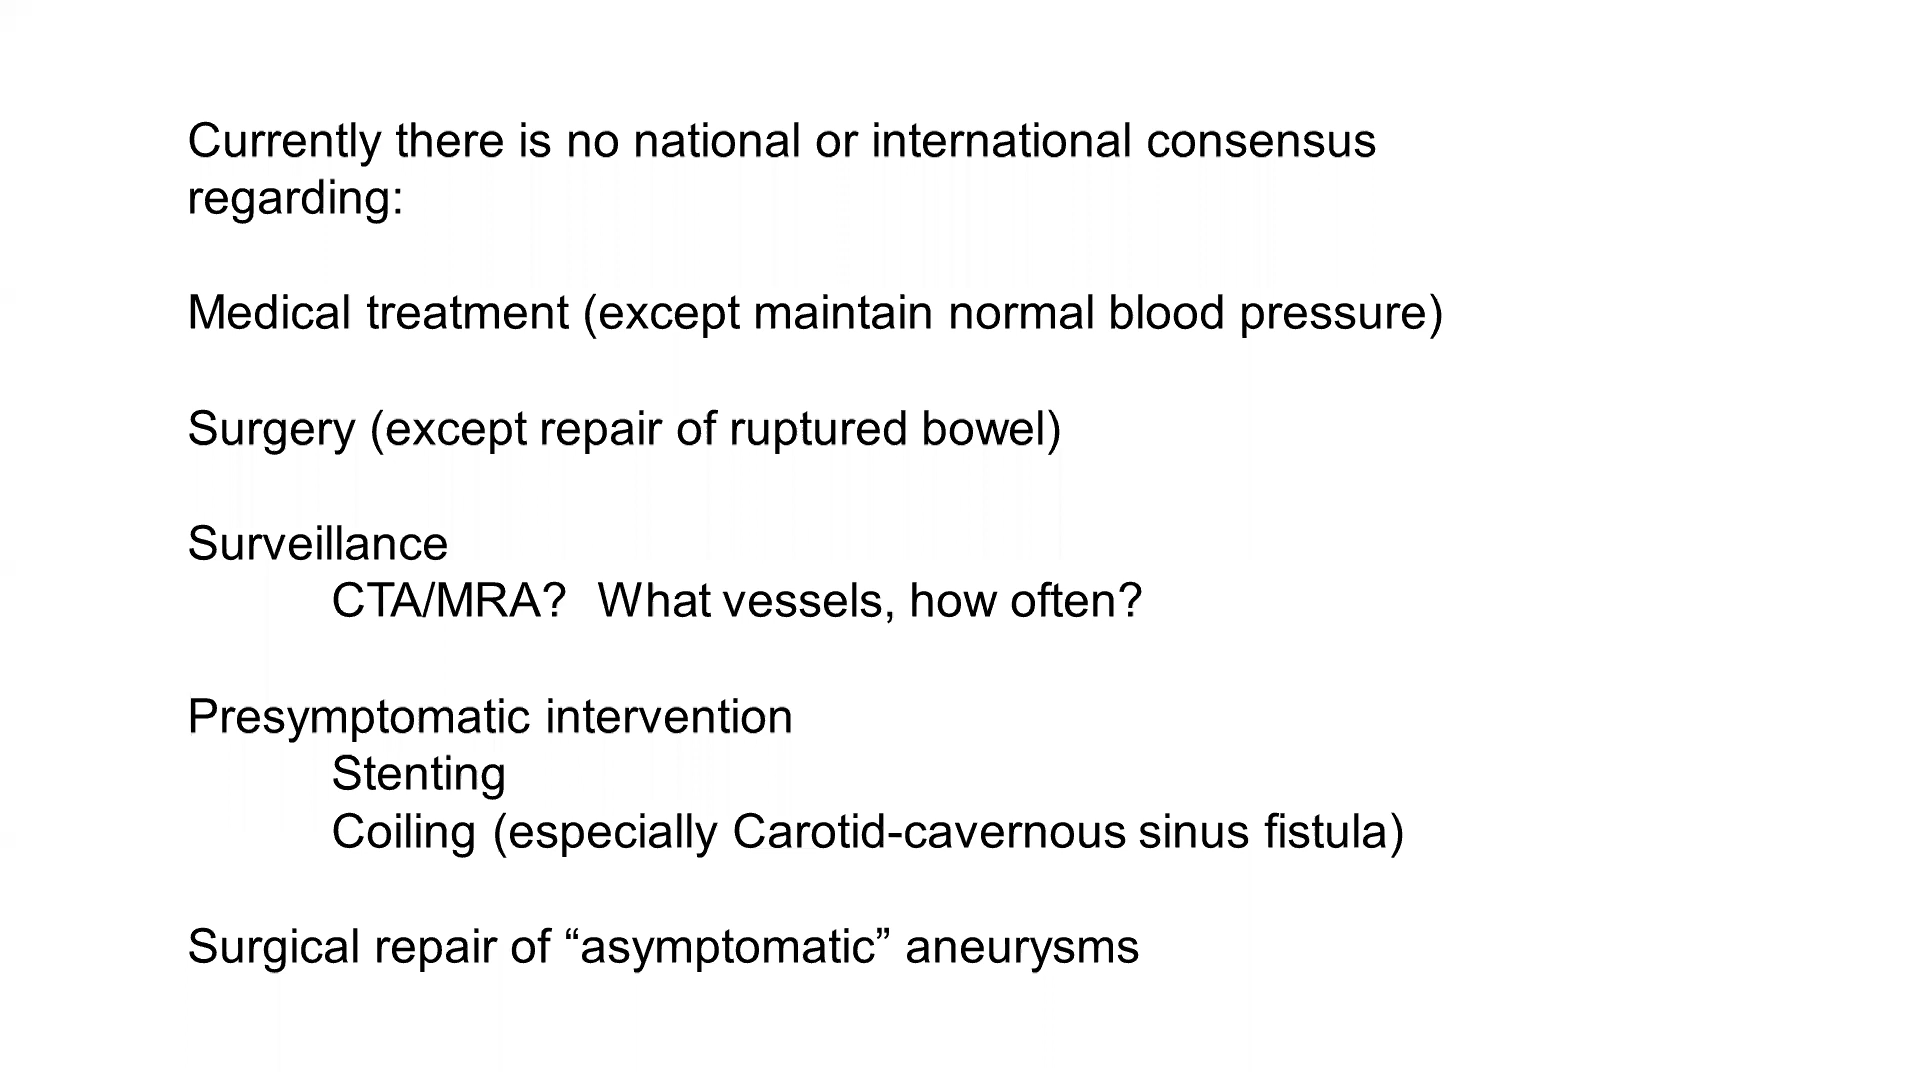 Currently there is no national or international consensus
regarding:
Medical treatment (except maintain normal blood pressure)
Surgery (except repair of ruptured bowel)
Surveillance
CTA/MRA?  What vessels, how often?
Presymptomatic intervention
Stenting
Coiling (especially Carotid-cavernous sinus fistula)
Surgical repair of “asymptomatic” aneurysms